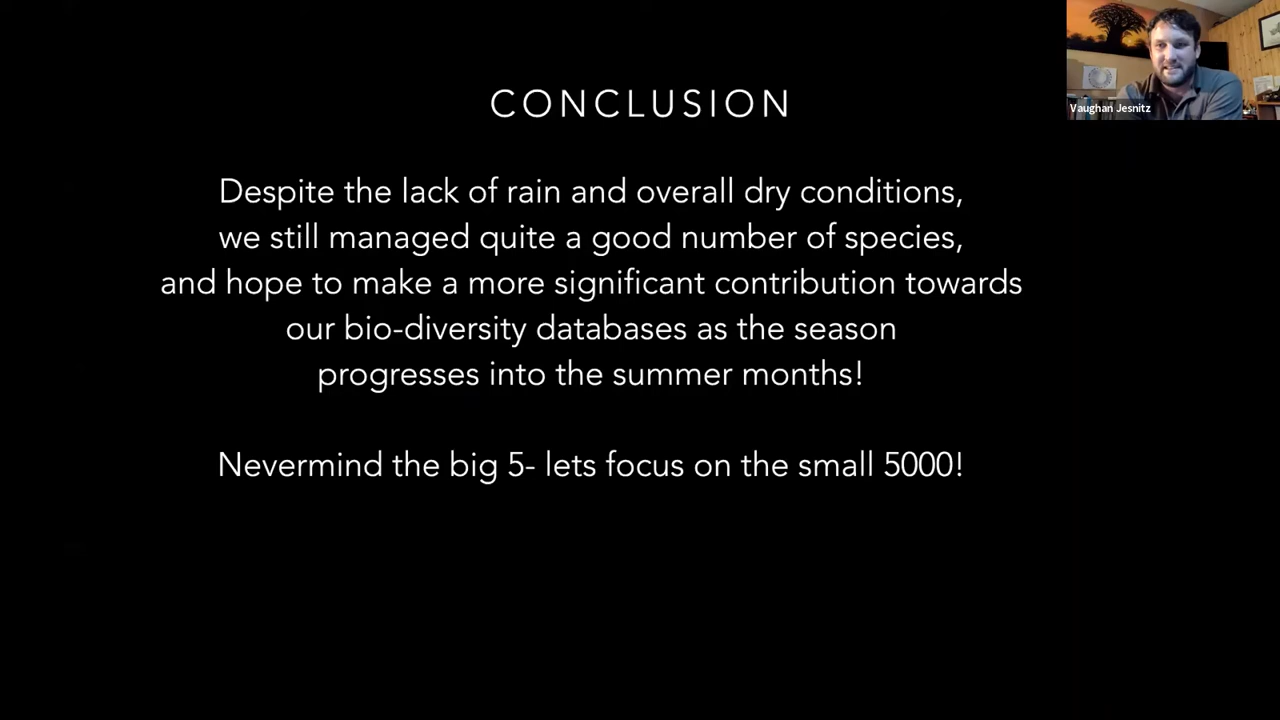 CONCLUSION
Vaughan Jesnitz
Despite the lack of rain and overall dry conditions,
we still managed quite a good number of species,
and hope to make a more significant contribution towards
our bio-diversity databases as the season
progresses into the summer months!
Nevermind the big 5- lets focus on the small 5000!